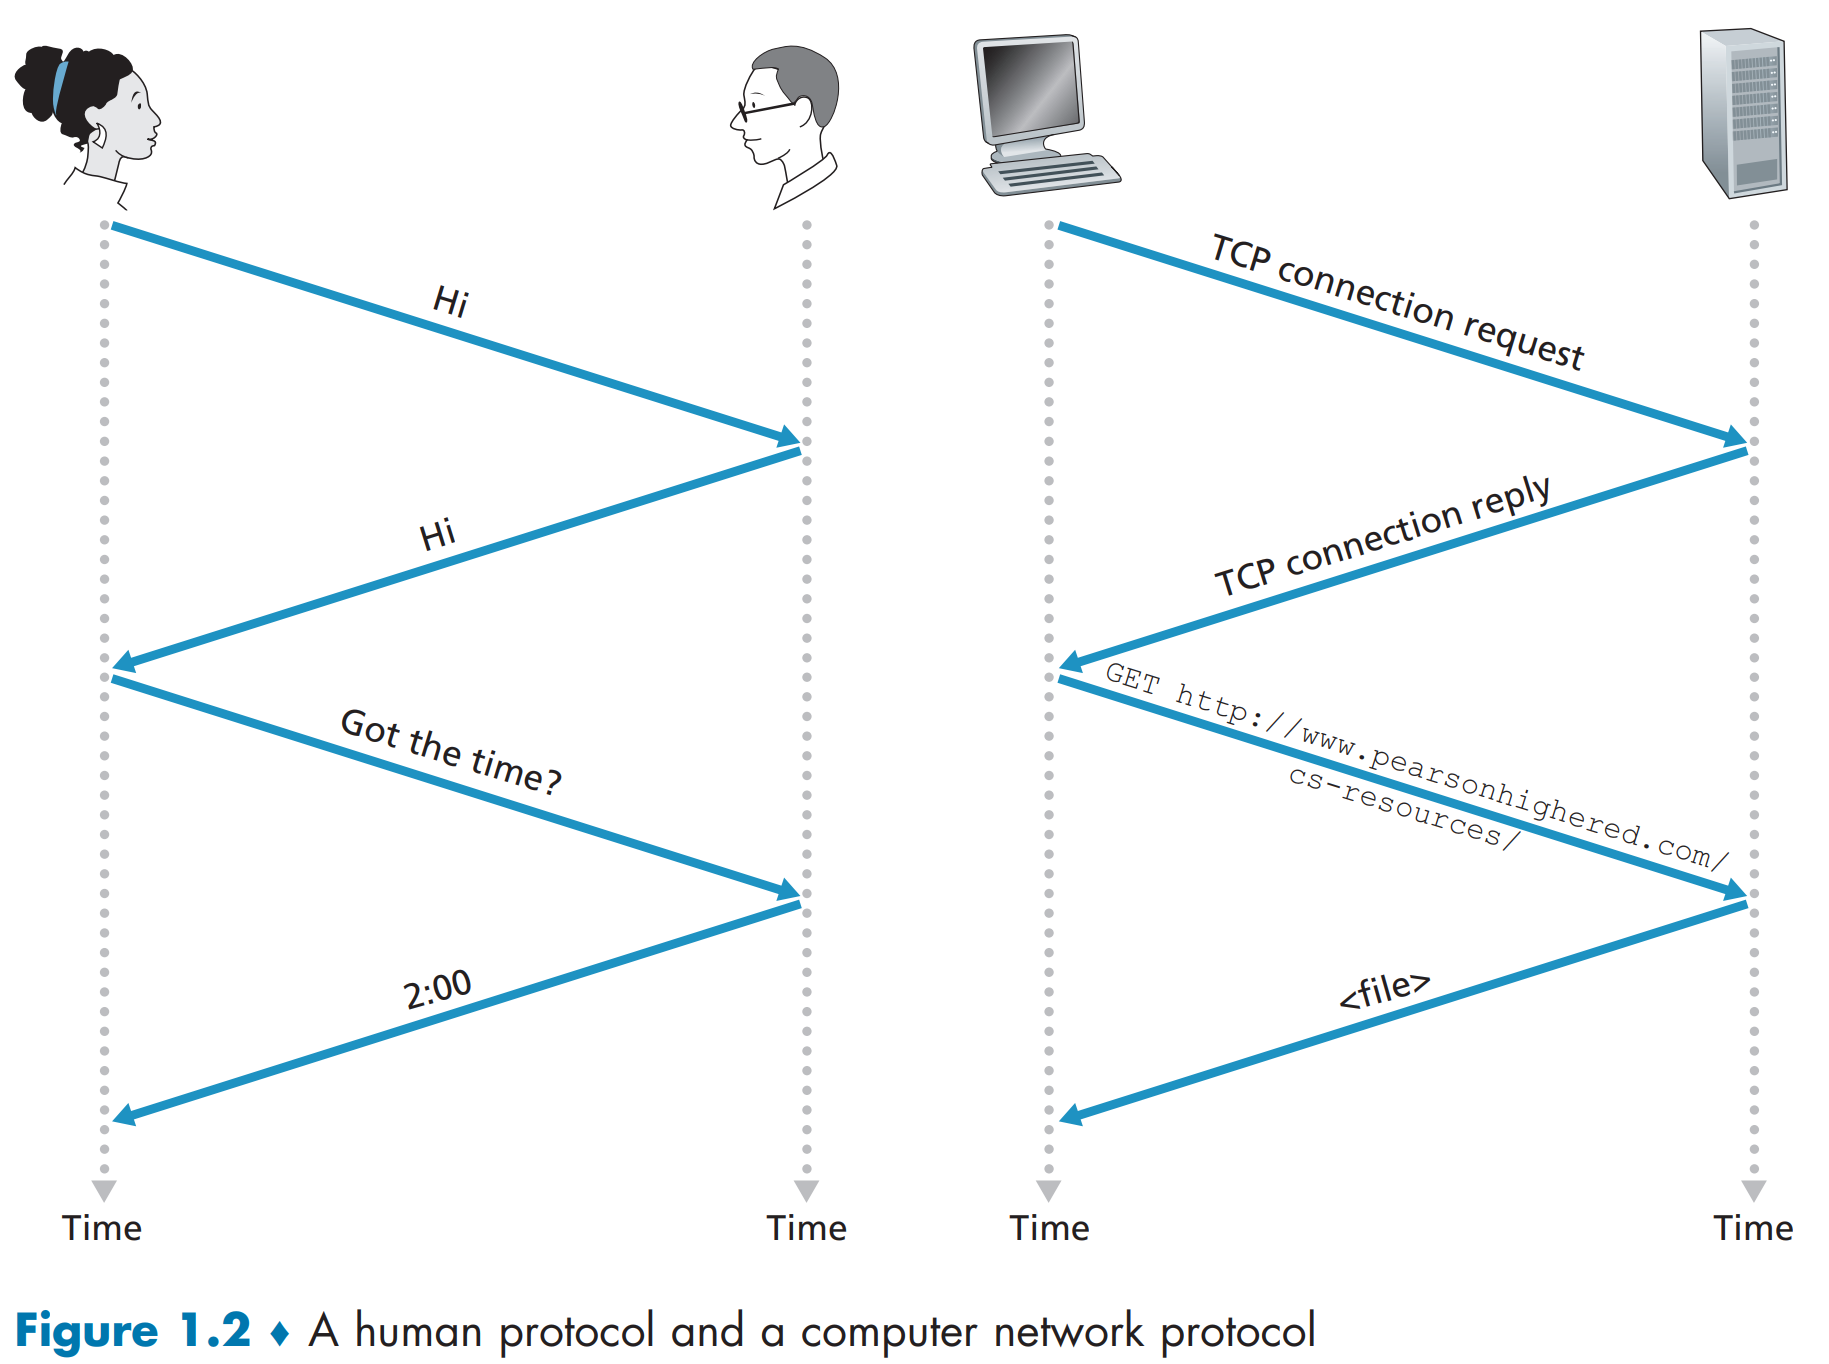 Hi
Hi
Got the time?
2:00
Time
Time
TCP connection request
TCP connection reply
GET http://www.pearsonhighered.com/
cs-resources/
<file>
Time
Time
Figure 1.2 ♦ A human protocol and a computer network protocol